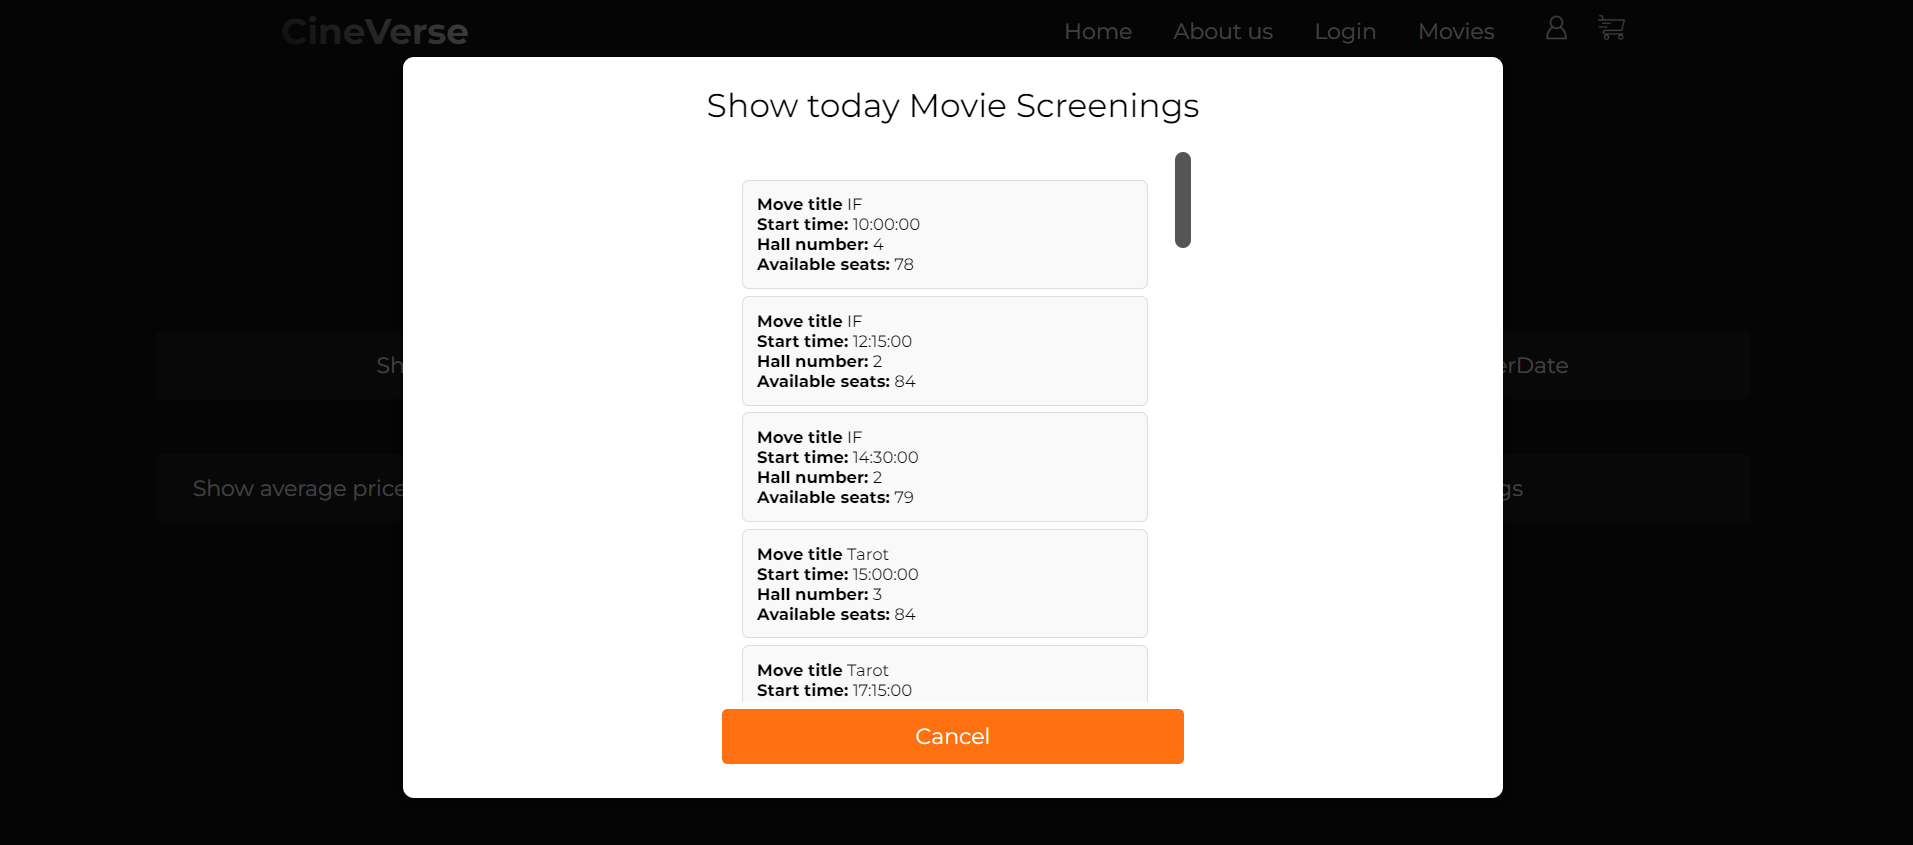 CineVerse
Home
About us
Login
Movies
Show today Movie Screenings
Move title IF
Start time: 10:00:00
Hall number: 4
Available seats: 78
Move title IF
Start time: 12:15:00
Hall number: 2
Available seats: 84
Move title IF
Start time: 14:30:00
Hall number: 2
Available seats: 79
Move title Tarot
Start time: 15:00:00
Hall number: 3
Available seats: 84
Move title Tarot
Start time: 17:15:00
Cancel
Show average price